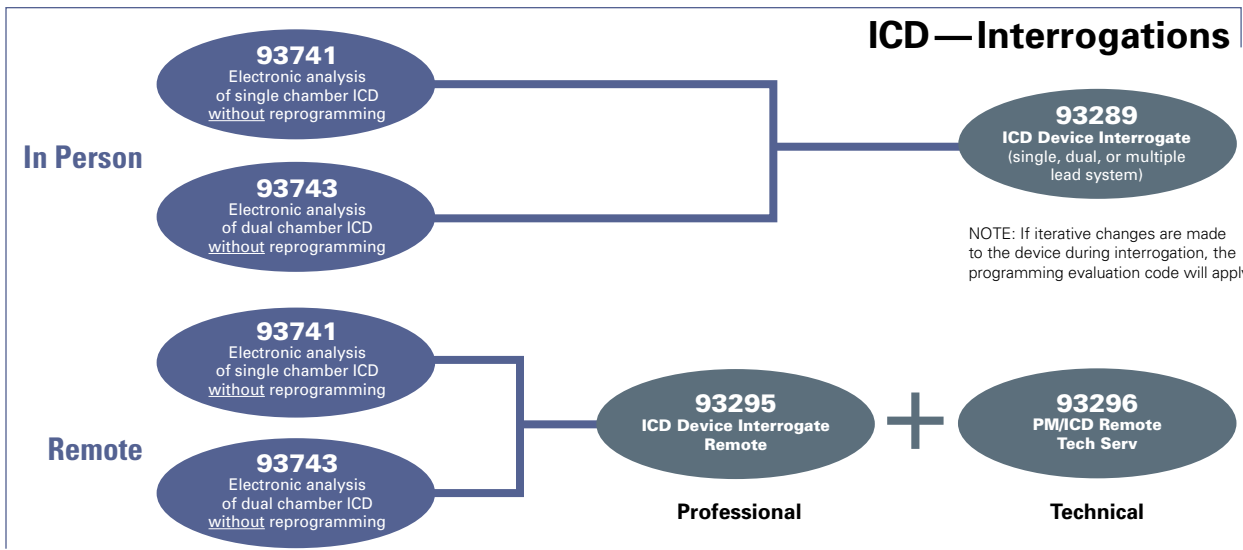 ICD — Interrogations
In Person
93741
Electronic analysis
of single chamber ICD
without reprogramming
93743
Electronic analysis
of dual chamber ICD
without reprogramming
93289
ICD Device Interrogate
(single, dual, or multiple
lead system)
NOTE: If iterative changes are made
to the device during interrogation, the
programming evaluation code will apply
Remote
93741
Electronic analysis
of single chamber ICD
without reprogramming
93743
Electronic analysis
of dual chamber ICD
without reprogramming
93295
ICD Device Interrogate
Remote
+
93296
PM/ICD Remote
Tech Serv
Professional
Technical